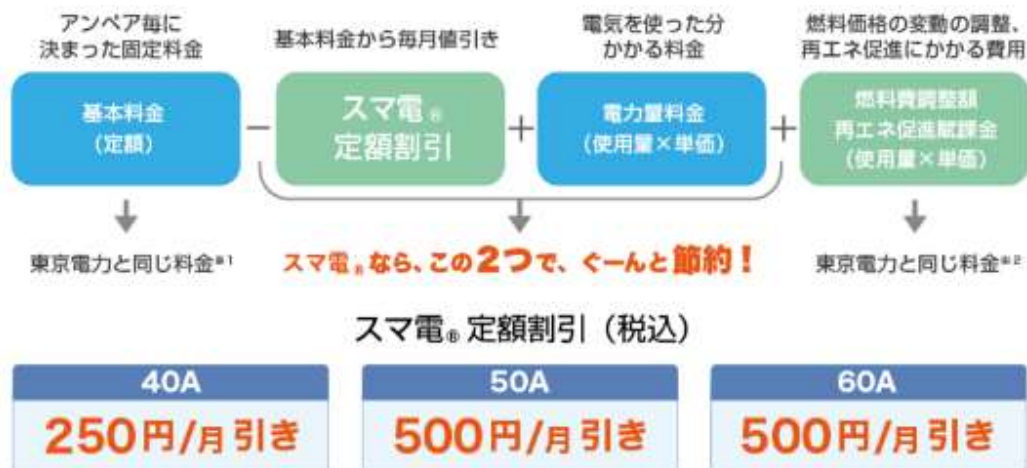 アンペア毎に
決まった固定料金
基本料金から毎月値引き
電気を使った分
かかる料金
燃料価格の変動の調整、
再エネ促進にかかる費用
基本料金
（定額）
−
スマ電®
定額割引
+
電力量料金
（使用量×単価）
+
燃料費調整額
再エネ促進賦課金
（使用量×単価）
東京電力と同じ料金※1
スマ電®なら、この2つで、ぐーんと節約！
東京電力と同じ料金※2
スマ電®定額割引（税込）
40A
250円/月引き
50A
500円/月引き
60A
500円/月引き